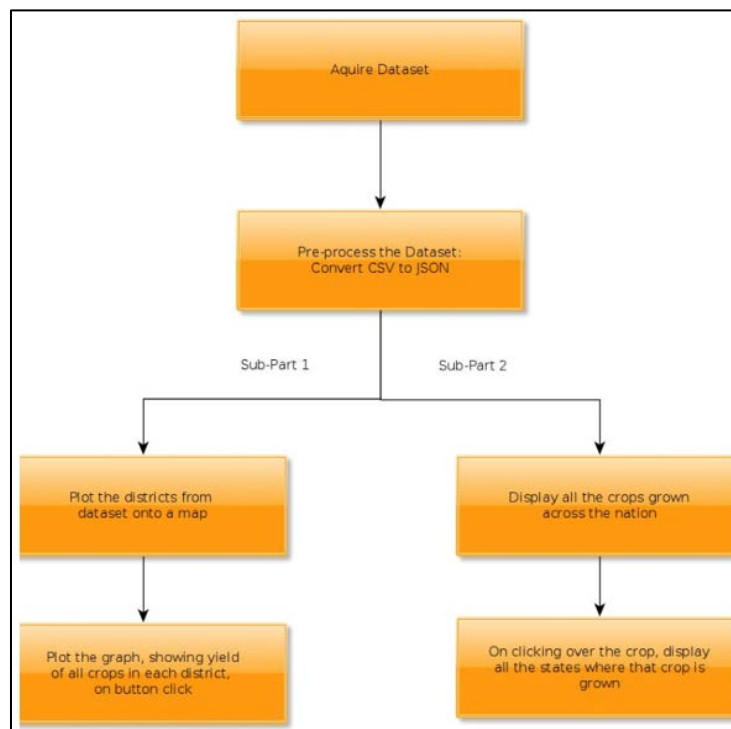 Aquire Dataset
Pre-process the Dataset:
Convert CSV to JSON
Sub-Part 1
Sub-Part 2
Plot the districts from
dataset onto a map
Display all the crops grown
across the nation
Plot the graph, showing yield
of all crops in each district,
on button click
On clicking over the crop, display
all the states where that crop is
grown